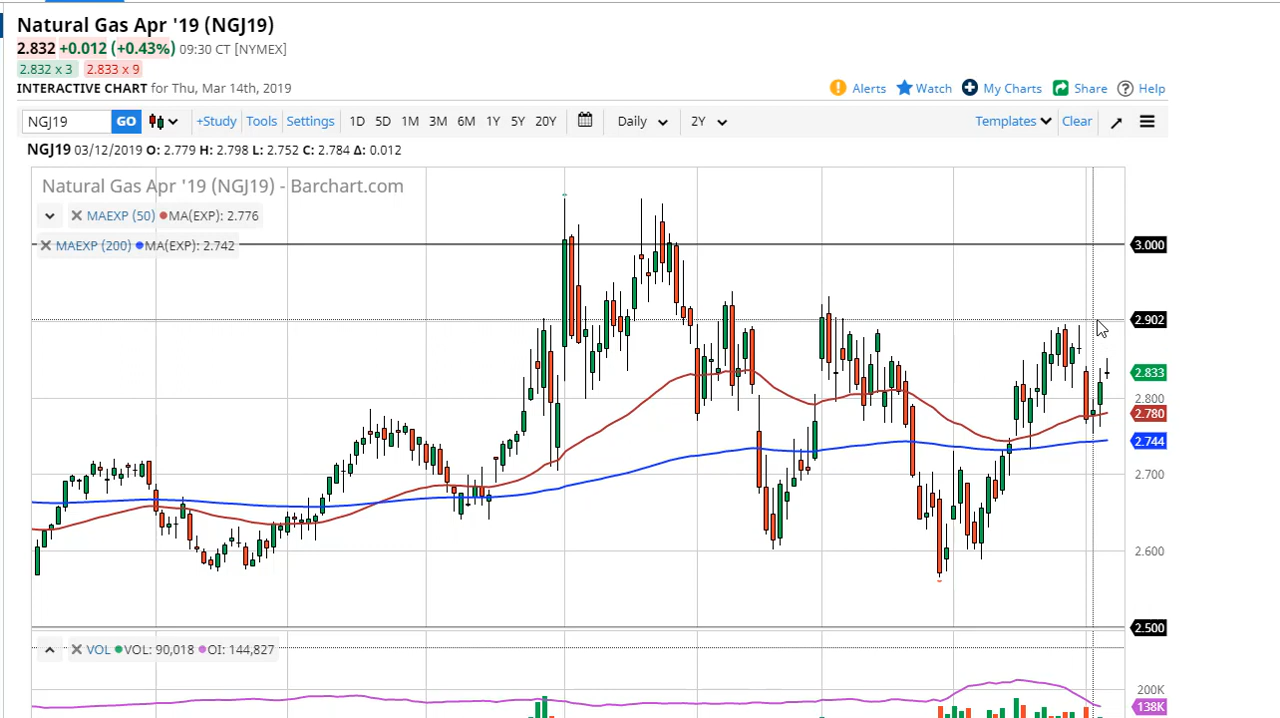 Natural Gas Apr '19 (NGJ19)
2.832 +0.012 (+0.43%) 09:30 CT [NYMEX]
2.832 x 3 2.833 x 9
INTERACTIVE CHART for Thu, Mar 14th, 2019
Alerts Watch My Charts Share Help
NGJ19 GO +Study Tools Settings 1D 5D 1M 3M 6M 1Y 5Y 20Y Daily 2Y Templates Clear
NGJ19 03/12/2019 O: 2.779 H: 2.798 L: 2.752 C: 2.784 Δ: 0.012
Natural Gas Apr '19 (NGJ19) - Barchart.com
MAEXP (50) MA(EXP): 2.776
MAEXP (200) MA(EXP): 2.742
3.000
2.902
2.833
2.800
2.780
2.744
2.700
2.600
2.500
VOL VOL: 90,018 OI: 144,827
200K
138K